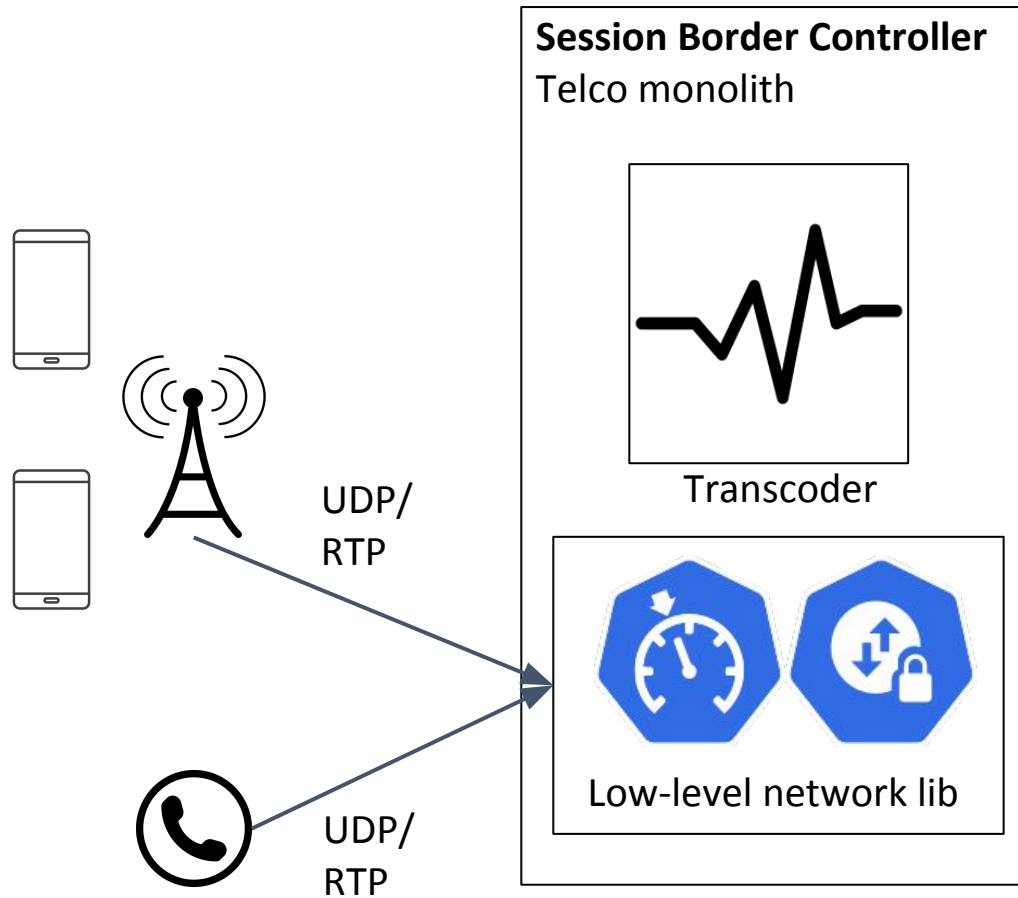 Session Border Controller
Telco monolith
Transcoder
UDP/
RTP
Low-level network lib
UDP/
RTP